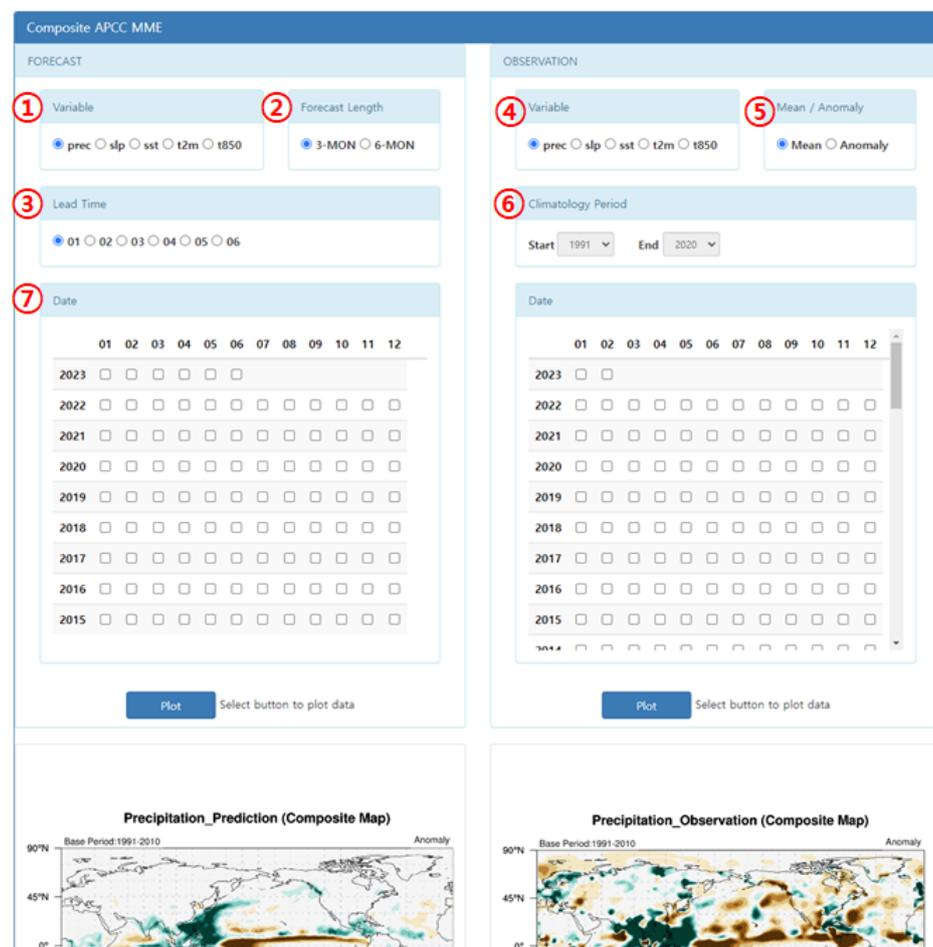 Composite APCC MME
FORECAST
① Variable
② Forecast Length
prec slp sst t2m t850
3-MON 6-MON
③ Lead Time
01 02 03 04 05 06
⑦ Date
01 02 03 04 05 06 07 08 09 10 11 12
2023
2022
2021
2020
2019
2018
2017
2016
2015
Plot Select button to plot data
Precipitation_Prediction (Composite Map)
Base Period:1991-2010 Anomaly
90°N
45°N
0°
OBSERVATION
④ Variable
⑤ Mean / Anomaly
prec slp sst t2m t850
Mean Anomaly
⑥ Climatology Period
Start 1991 End 2020
Date
01 02 03 04 05 06 07 08 09 10 11 12
2023
2022
2021
2020
2019
2018
2017
2016
2015
2014
Plot Select button to plot data
Precipitation_Observation (Composite Map)
Base Period:1991-2010 Anomaly
90°N
45°N
0°